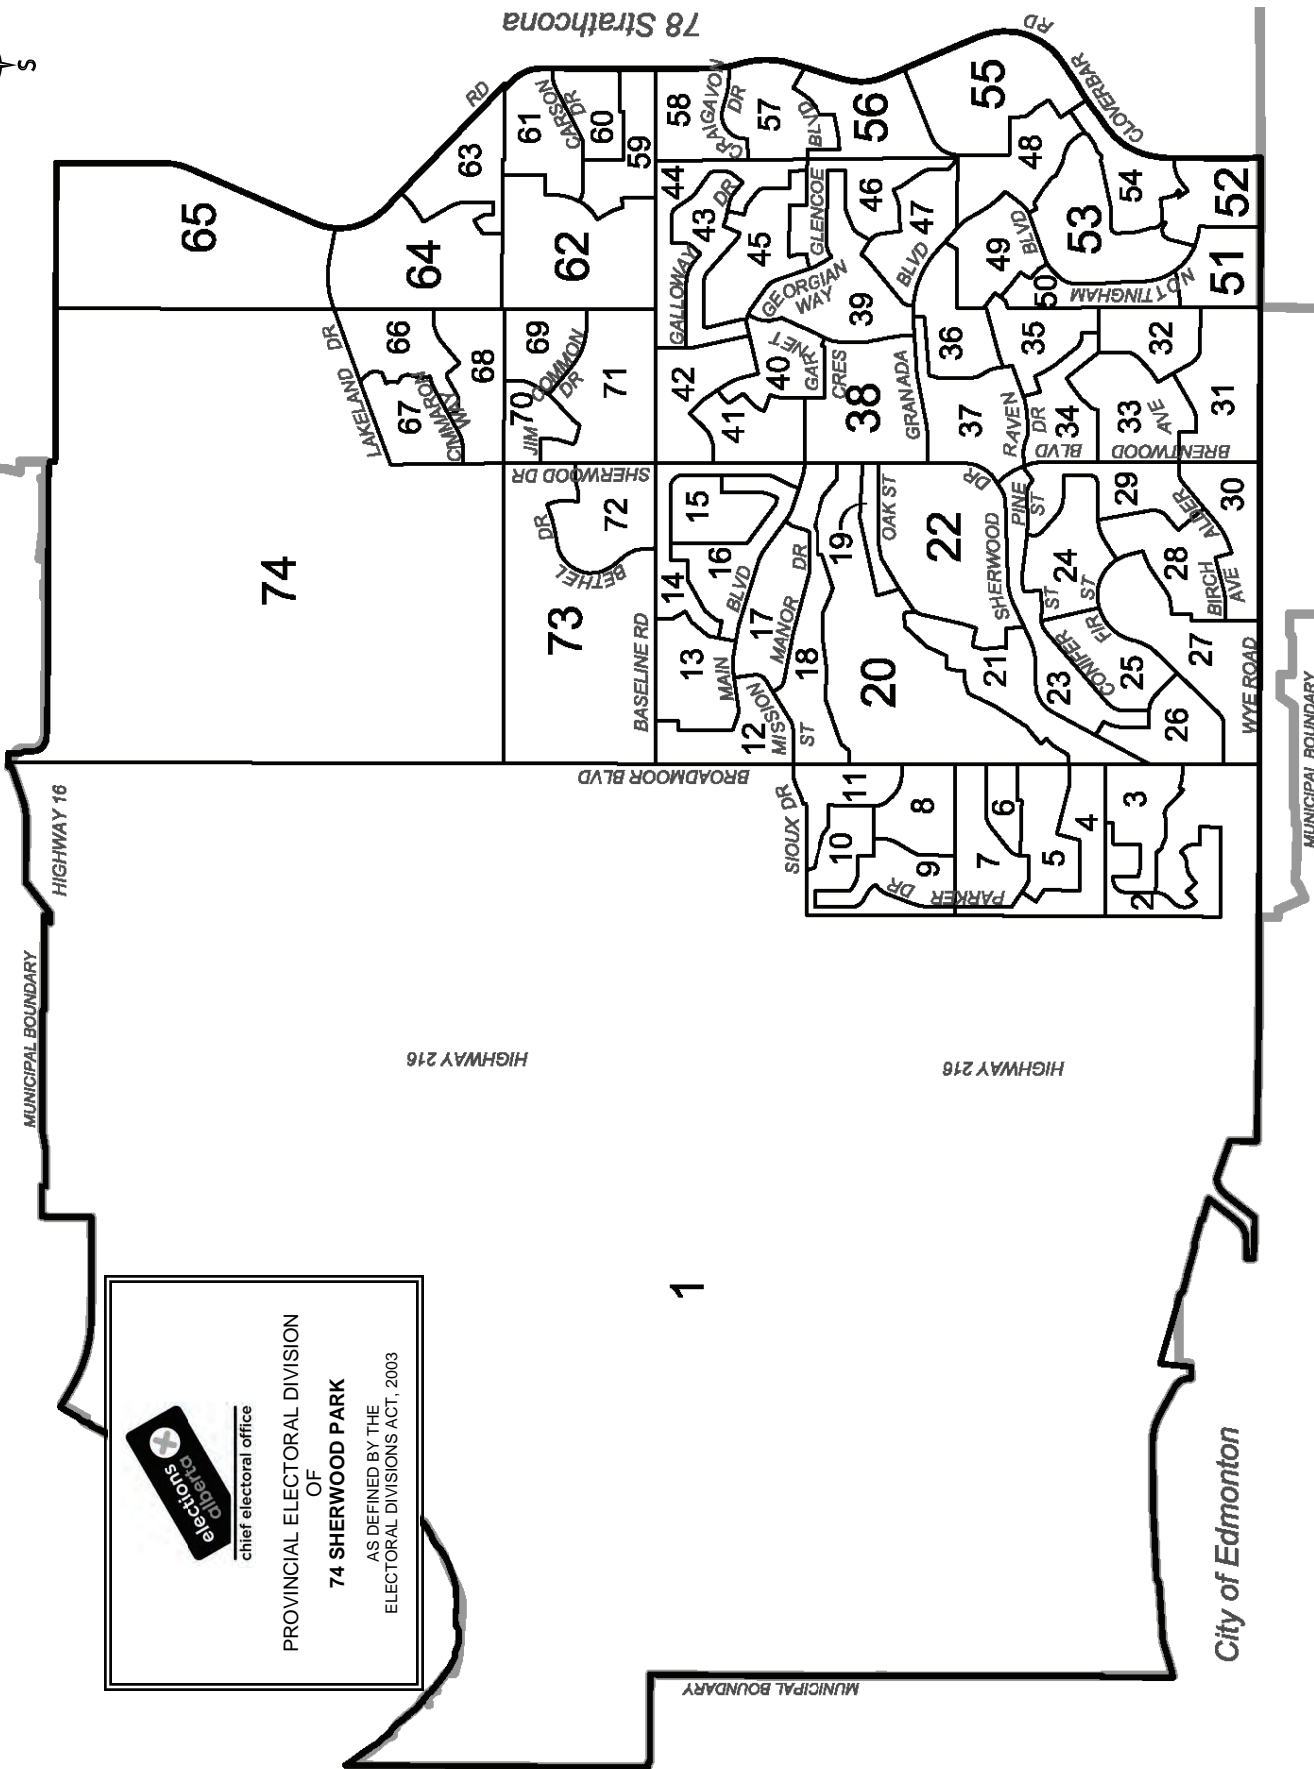 elections
alberta
chief electoral office
PROVINCIAL ELECTORAL DIVISION
OF
74 SHERWOOD PARK
AS DEFINED BY THE
ELECTORAL DIVISIONS ACT, 2003
S
78 Strathcona
MUNICIPAL BOUNDARY
HIGHWAY 16
HIGHWAY 216
HIGHWAY 216
MUNICIPAL BOUNDARY
City of Edmonton
MUNICIPAL BOUNDARY
WYE ROAD
BASELINE RD
BROADMOOR BLVD
SHERWOOD DR
CLOVERBAR
RD
RD
LAKELAND
DR
CIMMARON
WAY
JIM
COMMON
DR
CARSON
DR
BETHEL
DR
CRAIGAVON
DR
GALLOWAY
DR
GLENCOE
BLVD
GEORGIAN
WAY
GARNET
CRES
GRANADA
BLVD
NOTTINGHAM
BLVD
RAVEN
DR
BRENTWOOD
BLVD
AVE
MAIN
BLVD
MANOR
DR
MISSION
ST
OAK ST
SHERWOOD
DR
PINE
ST
FIR
ST
CONIFER
ST
ALDER
BIRCH
AVE
SIOUX DR
PARKER
DR
1
2
3
4
5
6
7
8
9
10
11
12
13
14
15
16
17
18
19
20
21
22
23
24
25
26
27
28
29
30
31
32
33
34
35
36
37
38
39
40
41
42
43
44
45
46
47
48
49
50
51
52
53
54
55
56
57
58
59
60
61
62
63
64
65
66
67
68
69
70
71
72
73
74